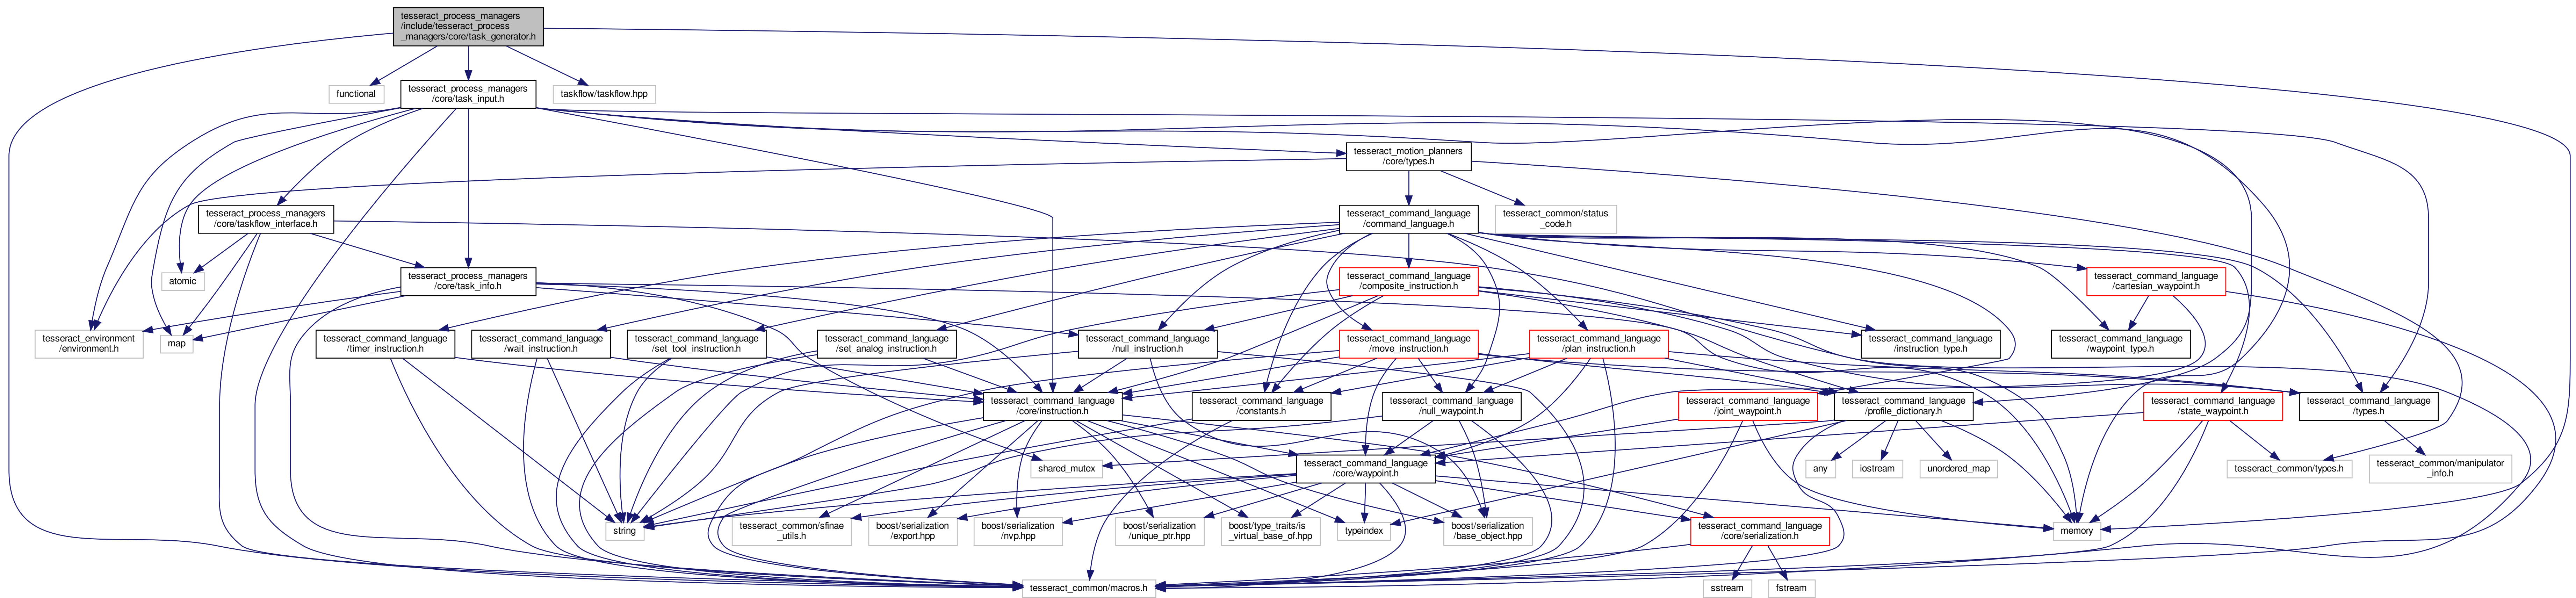 tesseract_process_managers
/include/tesseract_process
_managers/core/task_generator.h
functional
tesseract_process_managers
/core/task_input.h
taskflow/taskflow.hpp
tesseract_motion_planners
/core/types.h
tesseract_process_managers
/core/taskflow_interface.h
tesseract_command_language
/command_language.h
tesseract_common/status
_code.h
atomic
tesseract_process_managers
/core/task_info.h
tesseract_command_language
/composite_instruction.h
tesseract_command_language
/cartesian_waypoint.h
tesseract_environment
/environment.h
map
tesseract_command_language
/timer_instruction.h
tesseract_command_language
/wait_instruction.h
tesseract_command_language
/set_tool_instruction.h
tesseract_command_language
/set_analog_instruction.h
tesseract_command_language
/null_instruction.h
tesseract_command_language
/move_instruction.h
tesseract_command_language
/plan_instruction.h
tesseract_command_language
/instruction_type.h
tesseract_command_language
/waypoint_type.h
tesseract_command_language
/core/instruction.h
tesseract_command_language
/constants.h
tesseract_command_language
/null_waypoint.h
tesseract_command_language
/joint_waypoint.h
tesseract_command_language
/profile_dictionary.h
tesseract_command_language
/state_waypoint.h
tesseract_command_language
/types.h
shared_mutex
tesseract_command_language
/core/waypoint.h
any
iostream
unordered_map
tesseract_common/types.h
tesseract_common/manipulator
_info.h
string
tesseract_common/sfinae
_utils.h
boost/serialization
/export.hpp
boost/serialization
/nvp.hpp
boost/serialization
/unique_ptr.hpp
boost/type_traits/is
_virtual_base_of.hpp
typeindex
boost/serialization
/base_object.hpp
tesseract_command_language
/core/serialization.h
memory
tesseract_common/macros.h
sstream
fstream